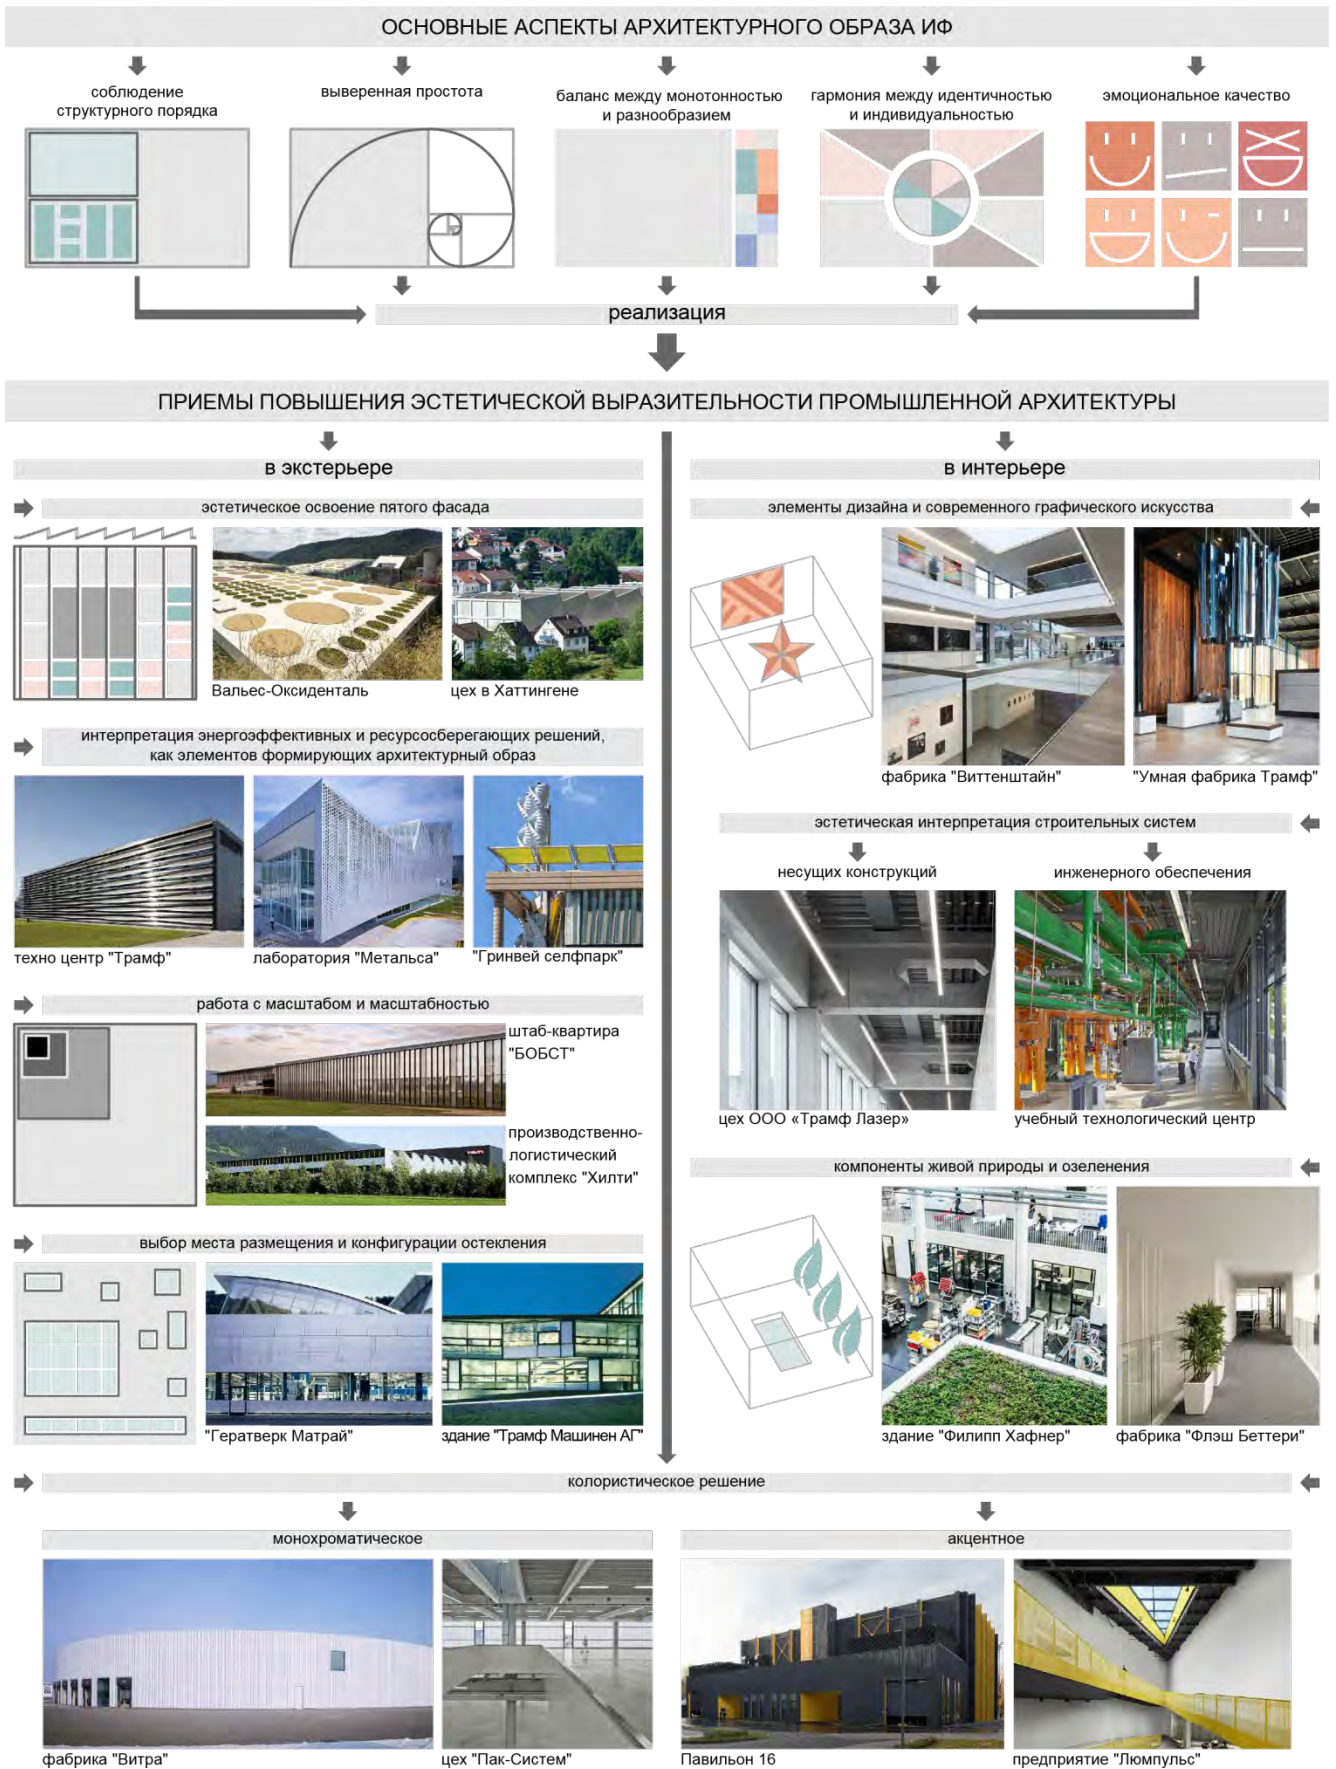 ОСНОВНЫЕ АСПЕКТЫ АРХИТЕКТУРНОГО ОБРАЗА ИФ
соблюдение
структурного порядка
выверенная простота
баланс между монотонностью
и разнообразием
гармония между идентичностью
и индивидуальностью
эмоциональное качество
реализация
ПРИЕМЫ ПОВЫШЕНИЯ ЭСТЕТИЧЕСКОЙ ВЫРАЗИТЕЛЬНОСТИ ПРОМЫШЛЕННОЙ АРХИТЕКТУРЫ
в экстерьере
эстетическое освоение пятого фасада
Вальес-Оксиденталь
цех в Хаттингене
интерпретация энергоэффективных и ресурсосберегающих решений,
как элементов формирующих архитектурный образ
техно центр "Трамф"
лаборатория "Метальса"
"Гринвей селфпарк"
работа с масштабом и масштабностью
штаб-квартира
"БОБСТ"
производственно-
логистический
комплекс "Хилти"
выбор места размещения и конфигурации остекления
"Гератверк Матрай"
здание "Трамф Машинен АГ"
в интерьере
элементы дизайна и современного графического искусства
фабрика "Виттенштайн"
"Умная фабрика Трамф"
эстетическая интерпретация строительных систем
несущих конструкций
инженерного обеспечения
цех ООО «Трамф Лазер»
учебный технологический центр
компоненты живой природы и озеленения
здание "Филипп Хафнер"
фабрика "Флэш Беттери"
колористическое решение
монохроматическое
акцентное
фабрика "Витра"
цех "Пак-Систем"
Павильон 16
предприятие "Люмпульс"